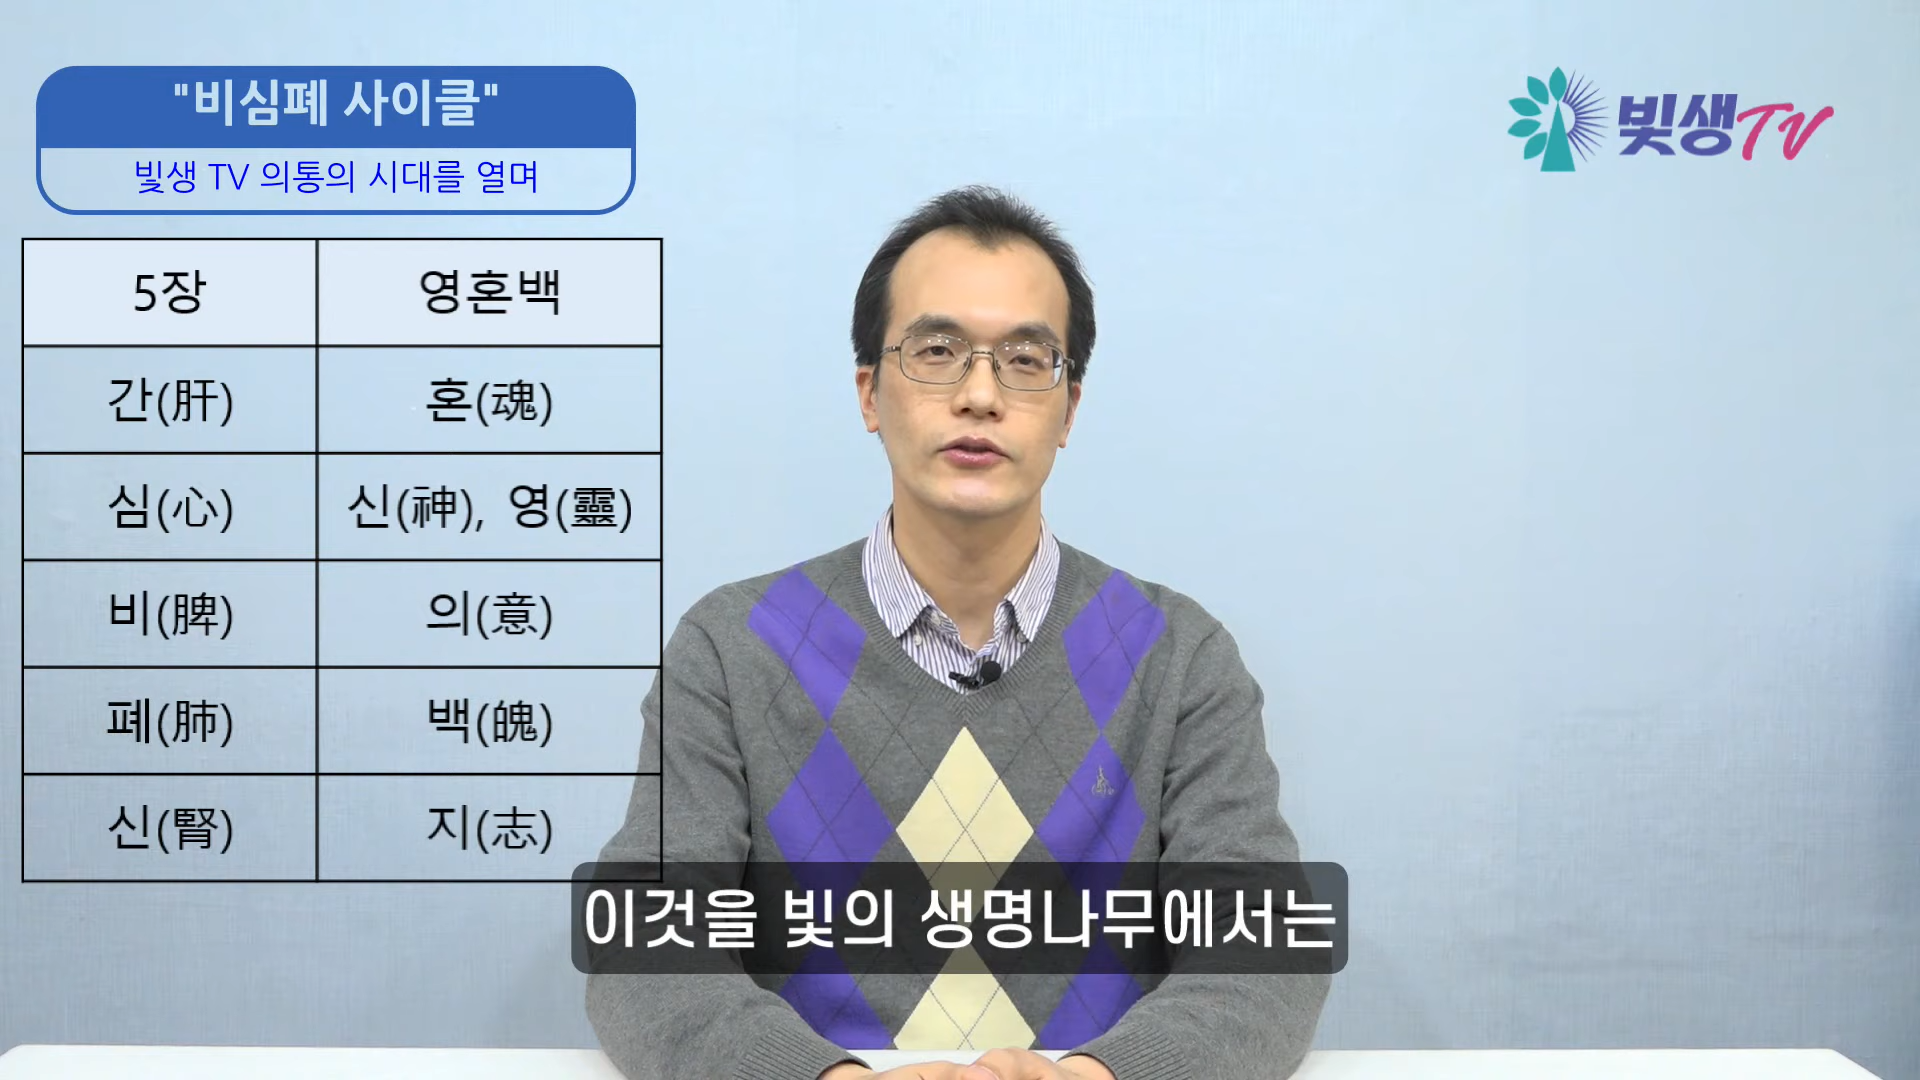 "비심폐 사이클"
빛생 TV 의통의 시대를 열며
빛생TV
5장 영혼백
간(肝) 혼(魂)
심(心) 신(神), 영(靈)
비(脾) 의(意)
폐(肺) 백(魄)
신(腎) 지(志)
이것을 빛의 생명나무에서는